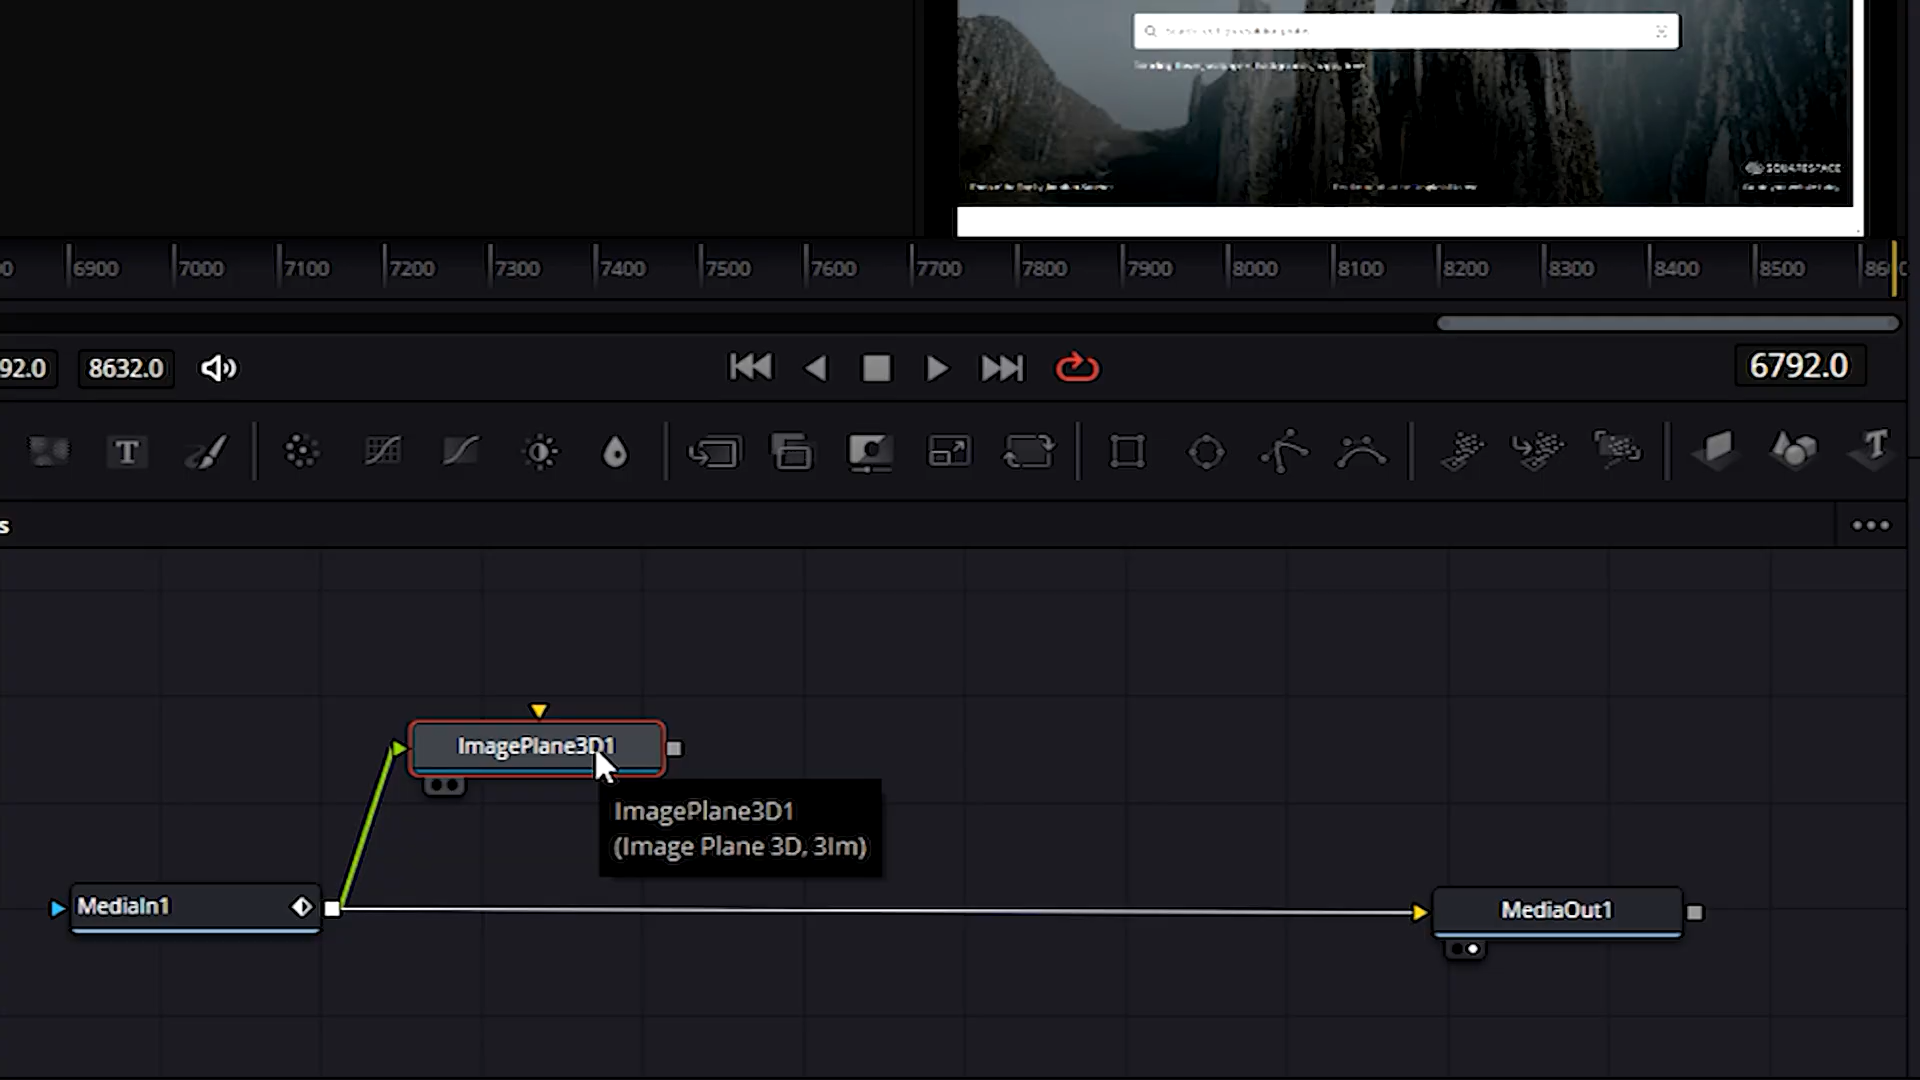 SQUARESPACE
6900
7000
7100
7200
7300
7400
7500
7600
7700
7800
7900
8000
8100
8200
8300
8400
8500
92.0
8632.0
6792.0
T
T
s
ImagePlane3D1
ImagePlane3D1
(Image Plane 3D, 3Im)
MediaIn1
MediaOut1